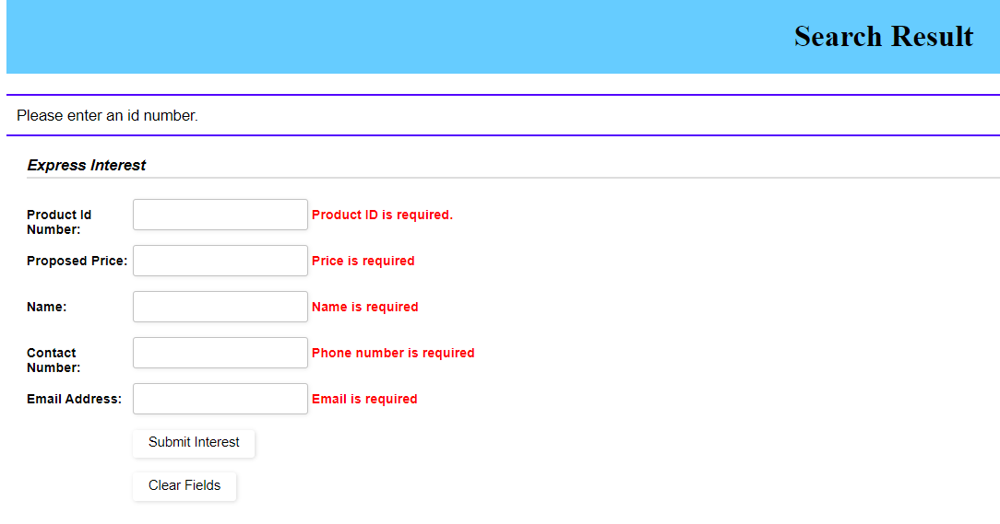 Search Result
Please enter an id number.
Express Interest
Product Id
Number:
Product ID is required.
Proposed Price:
Price is required
Name:
Name is required
Contact
Number:
Phone number is required
Email Address:
Email is required
Submit Interest
Clear Fields